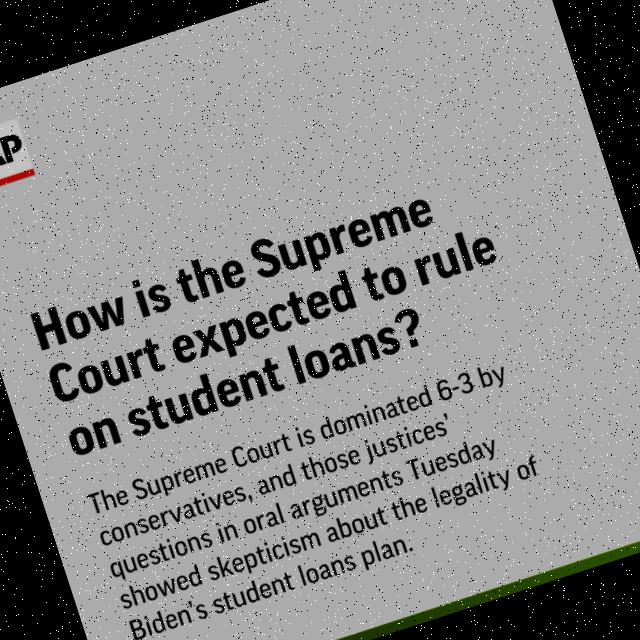 AP
How is the Supreme
Court expected to rule
on student loans?
The Supreme Court is dominated 6-3 by
conservatives, and those justices'
questions in oral arguments Tuesday
showed skepticism about the legality of
Biden's student loans plan.